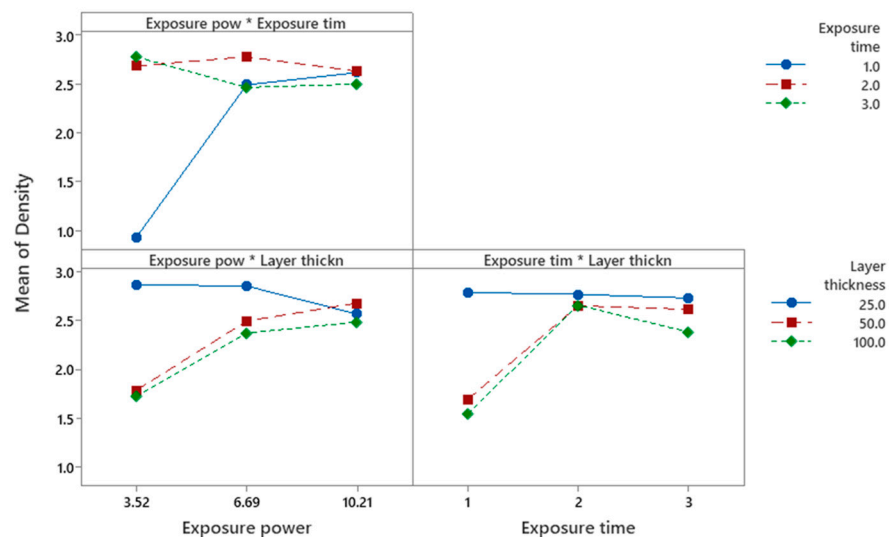 Exposure pow * Exposure tim
Exposure
time
1.0
2.0
3.0
3.0
2.5
2.0
1.5
1.0
Mean of Density
Exposure pow * Layer thickn
Exposure tim * Layer thickn
Layer
thickness
25.0
50.0
100.0
3.0
2.5
2.0
1.5
1.0
3.52
6.69
10.21
1
2
3
Exposure power
Exposure time